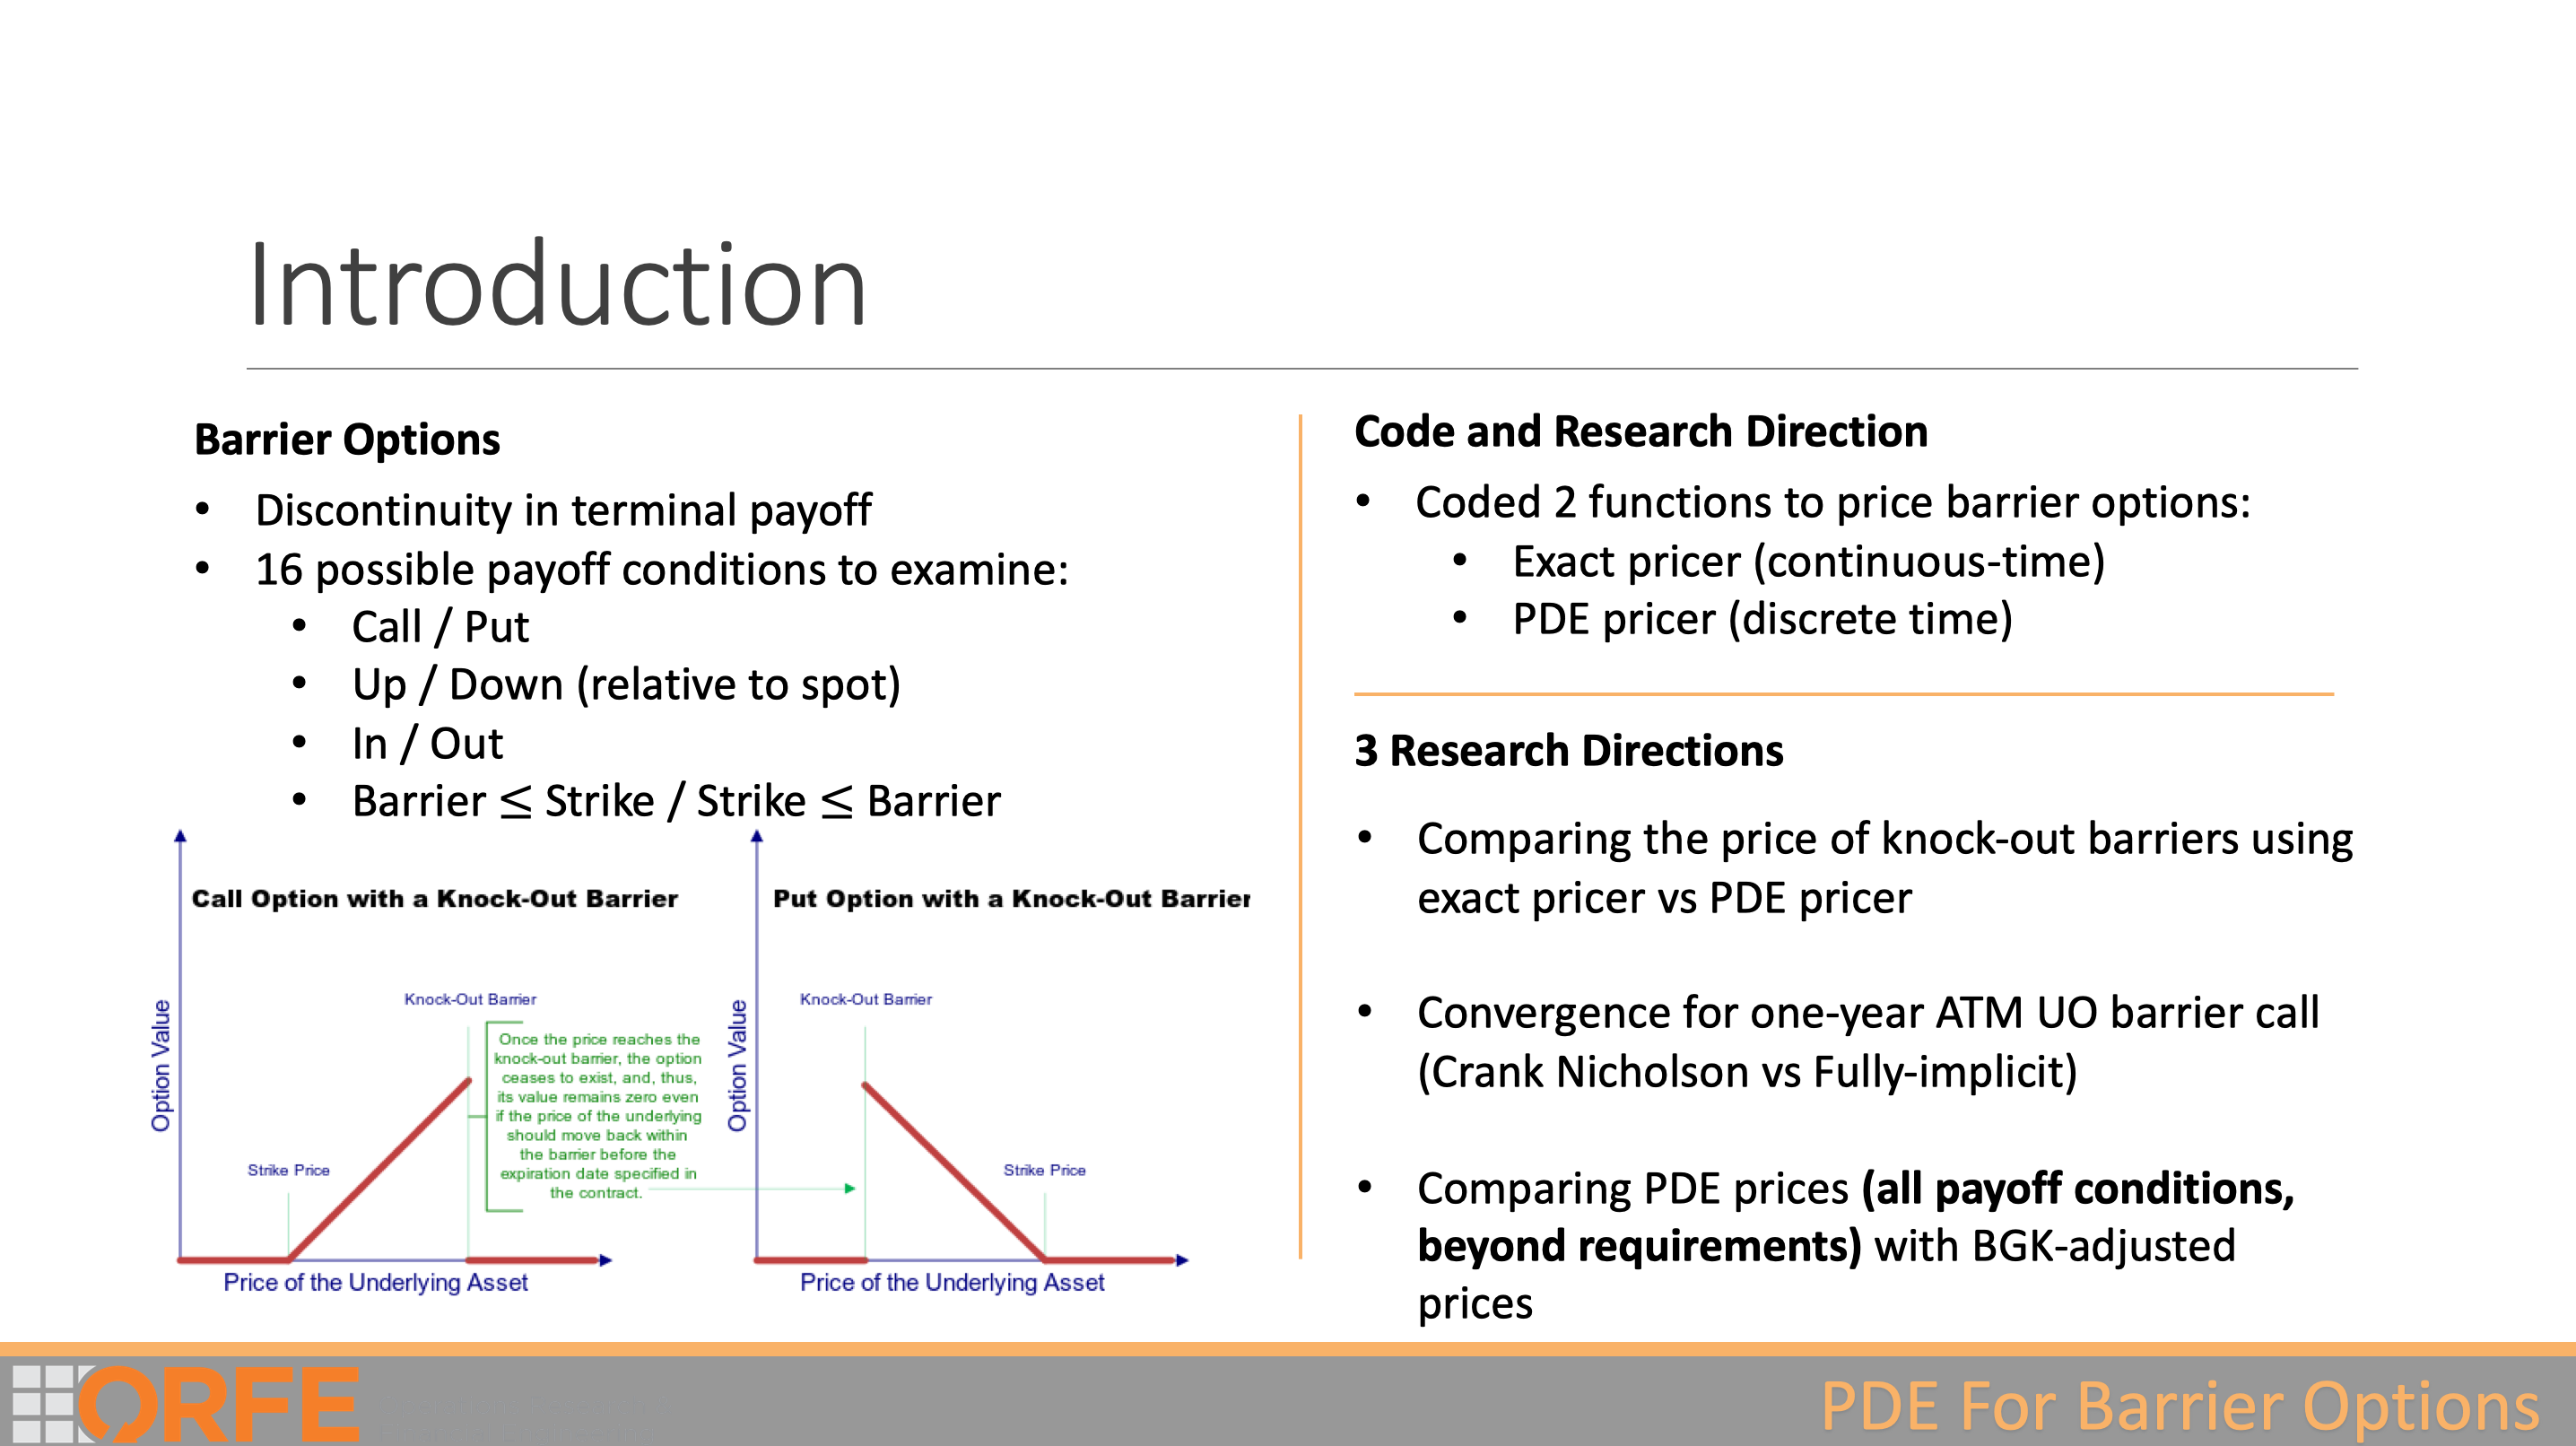 Introduction
Barrier Options
• Discontinuity in terminal payoff
• 16 possible payoff conditions to examine:
• Call / Put
• Up / Down (relative to spot)
• In / Out
• Barrier ≤ Strike / Strike ≤ Barrier
Call Option with a Knock-Out Barrier
Option Value
Knock-Out Barrier
Once the price reaches the
knock-out barrier, the option
ceases to exist, and, thus,
its value remains zero even
if the price of the underlying
should move back within
the barrier before the
expiration date specified in
the contract.
Strike Price
Price of the Underlying Asset
Put Option with a Knock-Out Barrier
Option Value
Knock-Out Barrier
Strike Price
Price of the Underlying Asset
Code and Research Direction
• Coded 2 functions to price barrier options:
• Exact pricer (continuous-time)
• PDE pricer (discrete time)
3 Research Directions
• Comparing the price of knock-out barriers using
exact pricer vs PDE pricer
• Convergence for one-year ATM UO barrier call
(Crank Nicholson vs Fully-implicit)
• Comparing PDE prices (all payoff conditions,
beyond requirements) with BGK-adjusted
prices
ORFE
PDE For Barrier Options